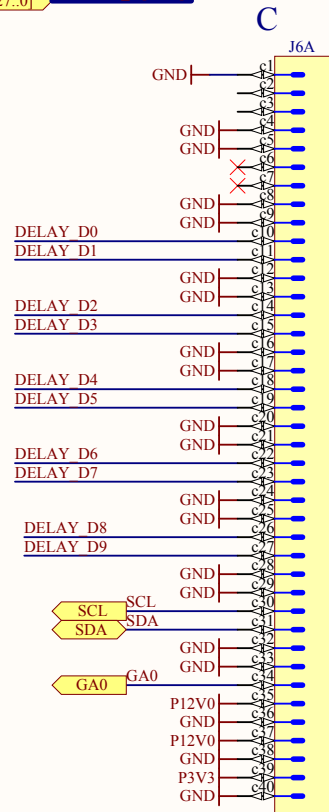 27..0]
C
J6A
GND c1
c2
c3
GND c4
GND c5
c6
c7
GND c8
GND c9
DELAY_D0 c10
DELAY_D1 c11
GND c12
GND c13
DELAY_D2 c14
DELAY_D3 c15
GND c16
GND c17
DELAY_D4 c18
DELAY_D5 c19
GND c20
GND c21
DELAY_D6 c22
DELAY_D7 c23
GND c24
GND c25
DELAY_D8 c26
DELAY_D9 c27
GND c28
GND c29
SCL SCL c30
SDA SDA c31
GND c32
GND c33
GA0 GA0 c34
P12V0 c35
GND c36
P12V0 c37
GND c38
P3V3 c39
GND c40